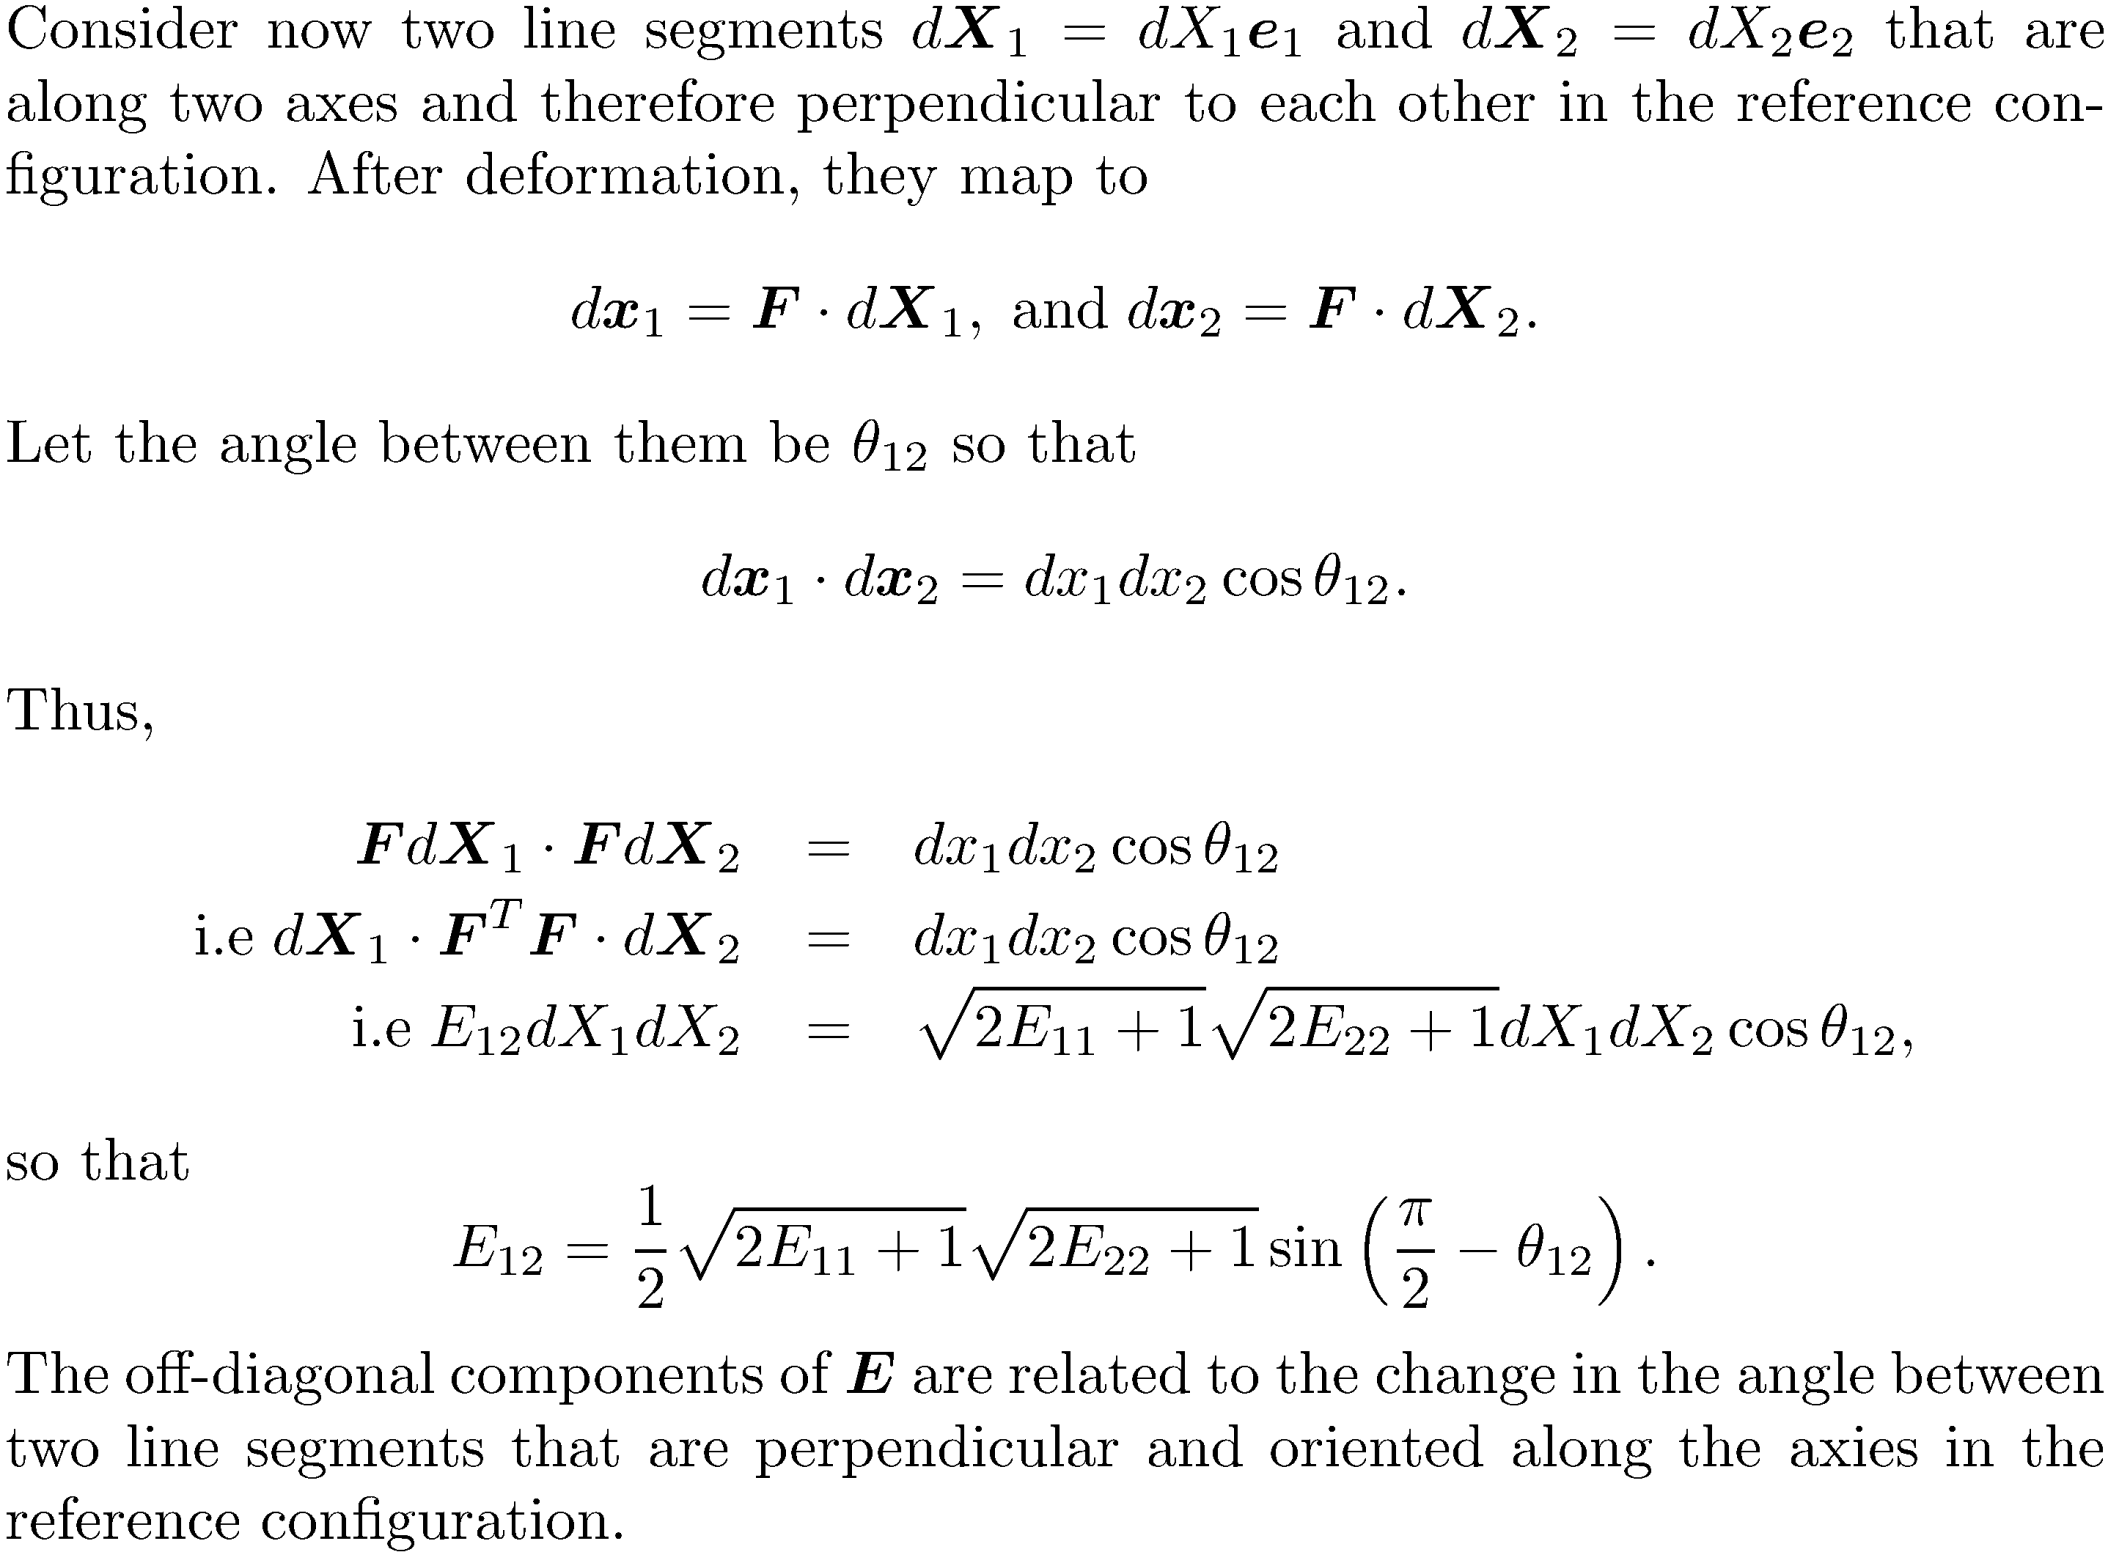 Consider now two line segments d𝑿₁ = dX₁𝒆₁ and d𝑿₂ = dX₂𝒆₂ that are
along two axes and therefore perpendicular to each other in the reference con-
figuration. After deformation, they map to
d𝒙₁ = 𝑭 · d𝑿₁, and d𝒙₂ = 𝑭 · d𝑿₂.
Let the angle between them be θ₁₂ so that
d𝒙₁ · d𝒙₂ = dx₁dx₂ cos θ₁₂.
Thus,
𝑭d𝑿₁ · 𝑭d𝑿₂ = dx₁dx₂ cos θ₁₂
i.e d𝑿₁ · 𝑭ᵀ𝑭 · d𝑿₂ = dx₁dx₂ cos θ₁₂
i.e E₁₂dX₁dX₂ = √(2E₁₁ + 1)√(2E₂₂ + 1)dX₁dX₂ cos θ₁₂,
so that
E₁₂ = 1/2 √(2E₁₁ + 1)√(2E₂₂ + 1) sin (π/2 − θ₁₂).
The off-diagonal components of 𝑬 are related to the change in the angle between
two line segments that are perpendicular and oriented along the axies in the
reference configuration.